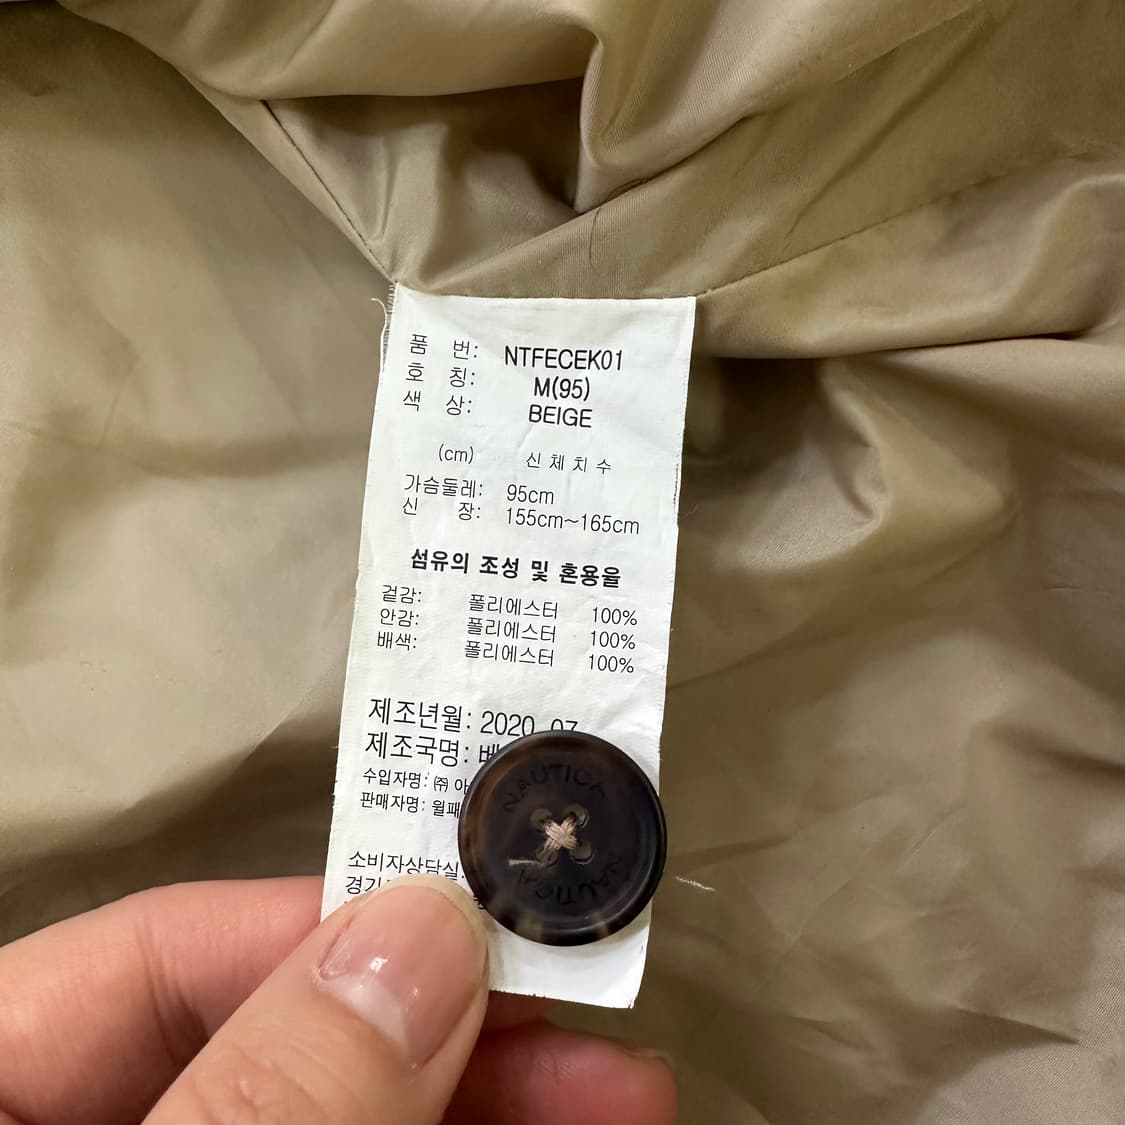 품 번: NTFECEK01
호 칭: M(95)
색 상: BEIGE
(cm) 신체치수
가슴둘레: 95cm
신 장: 155cm~165cm
섬유의 조성 및 혼용율
겉감: 폴리에스터 100%
안감: 폴리에스터 100%
배색: 폴리에스터 100%
제조년월: 2020 07
제조국명:
수입자명: ㈜
판매자명:
소비자상담실
NAUTICA
NAUTICA